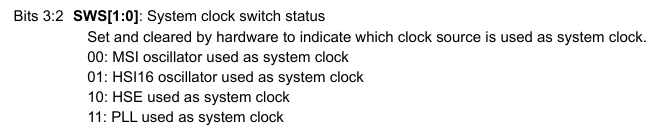 Bits 3:2 SWS[1:0]: System clock switch status
Set and cleared by hardware to indicate which clock source is used as system clock.
00: MSI oscillator used as system clock
01: HSI16 oscillator used as system clock
10: HSE used as system clock
11: PLL used as system clock